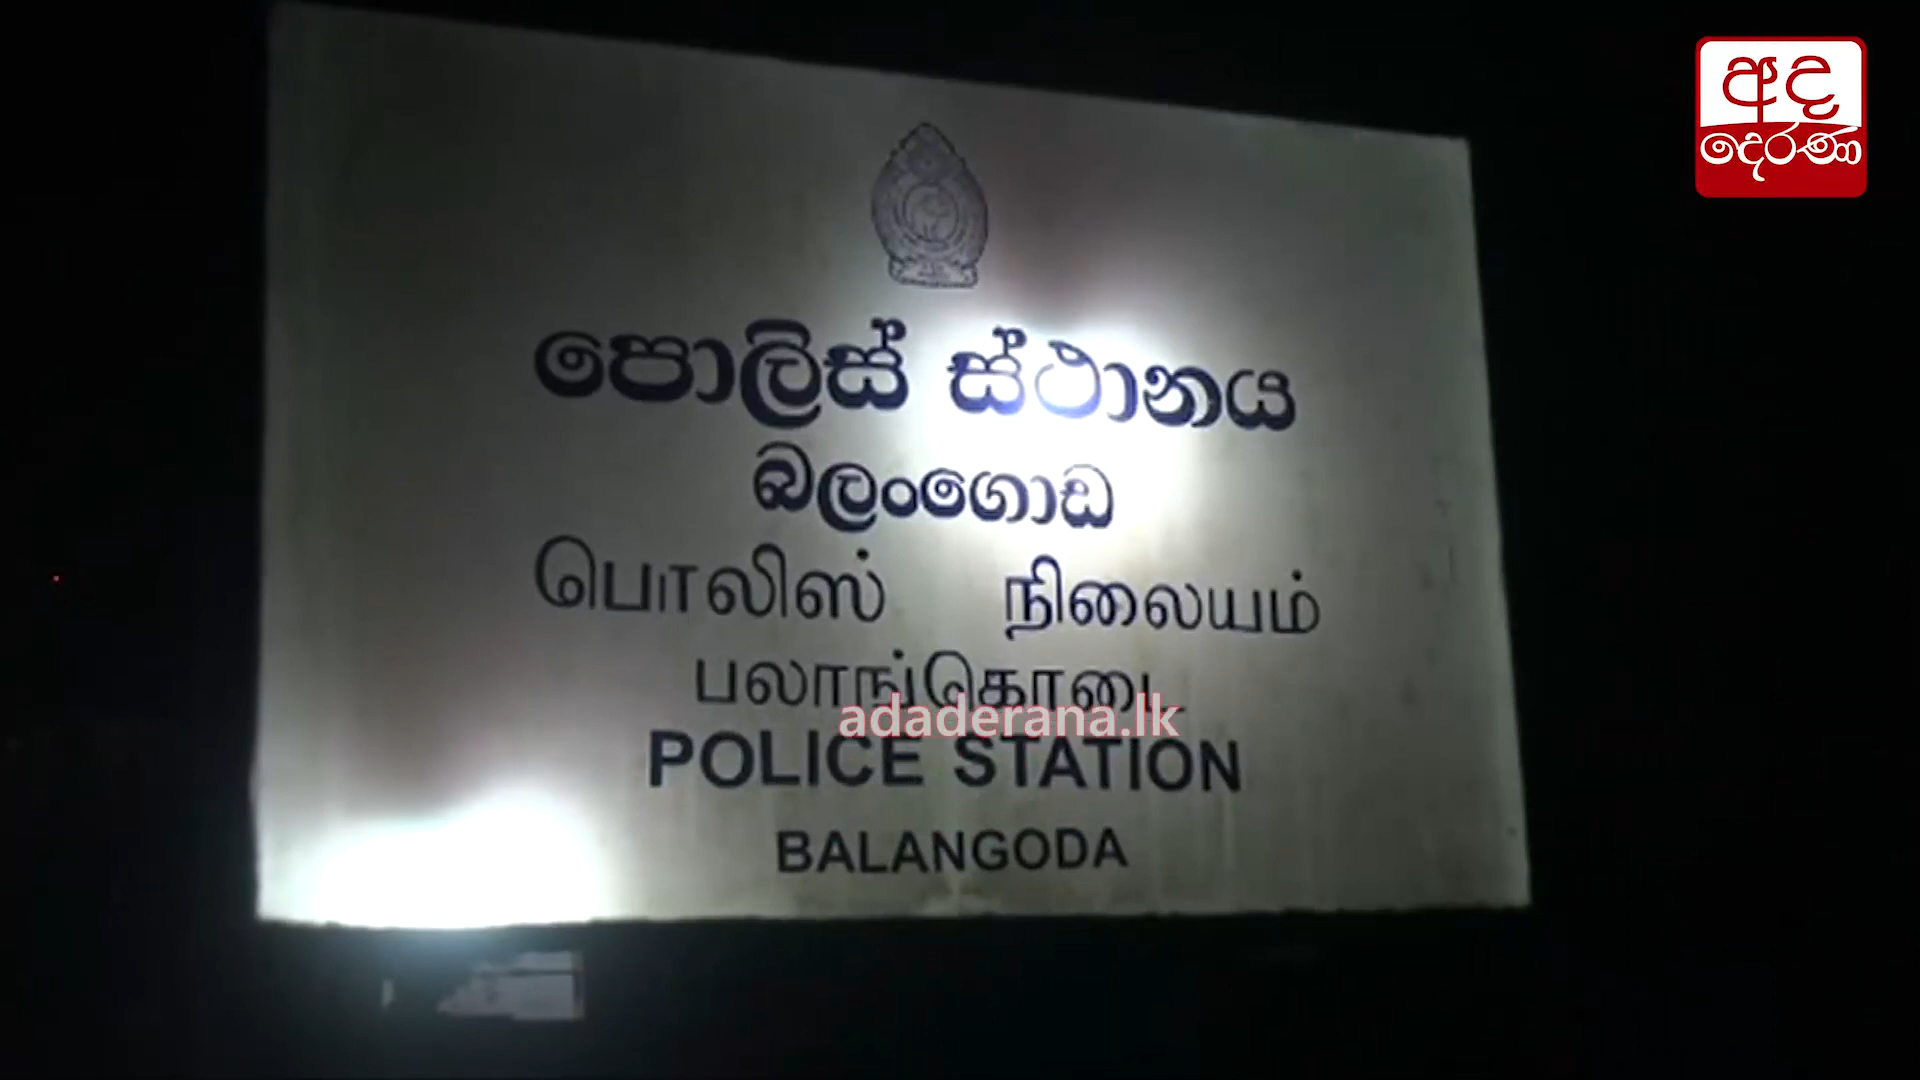 අද
දෙරණ
පොලිස් ස්ථානය
බලංගොඩ
பொலிஸ் நிலையம்
பலாங்கொடை
adaderana.lk
POLICE STATION
BALANGODA